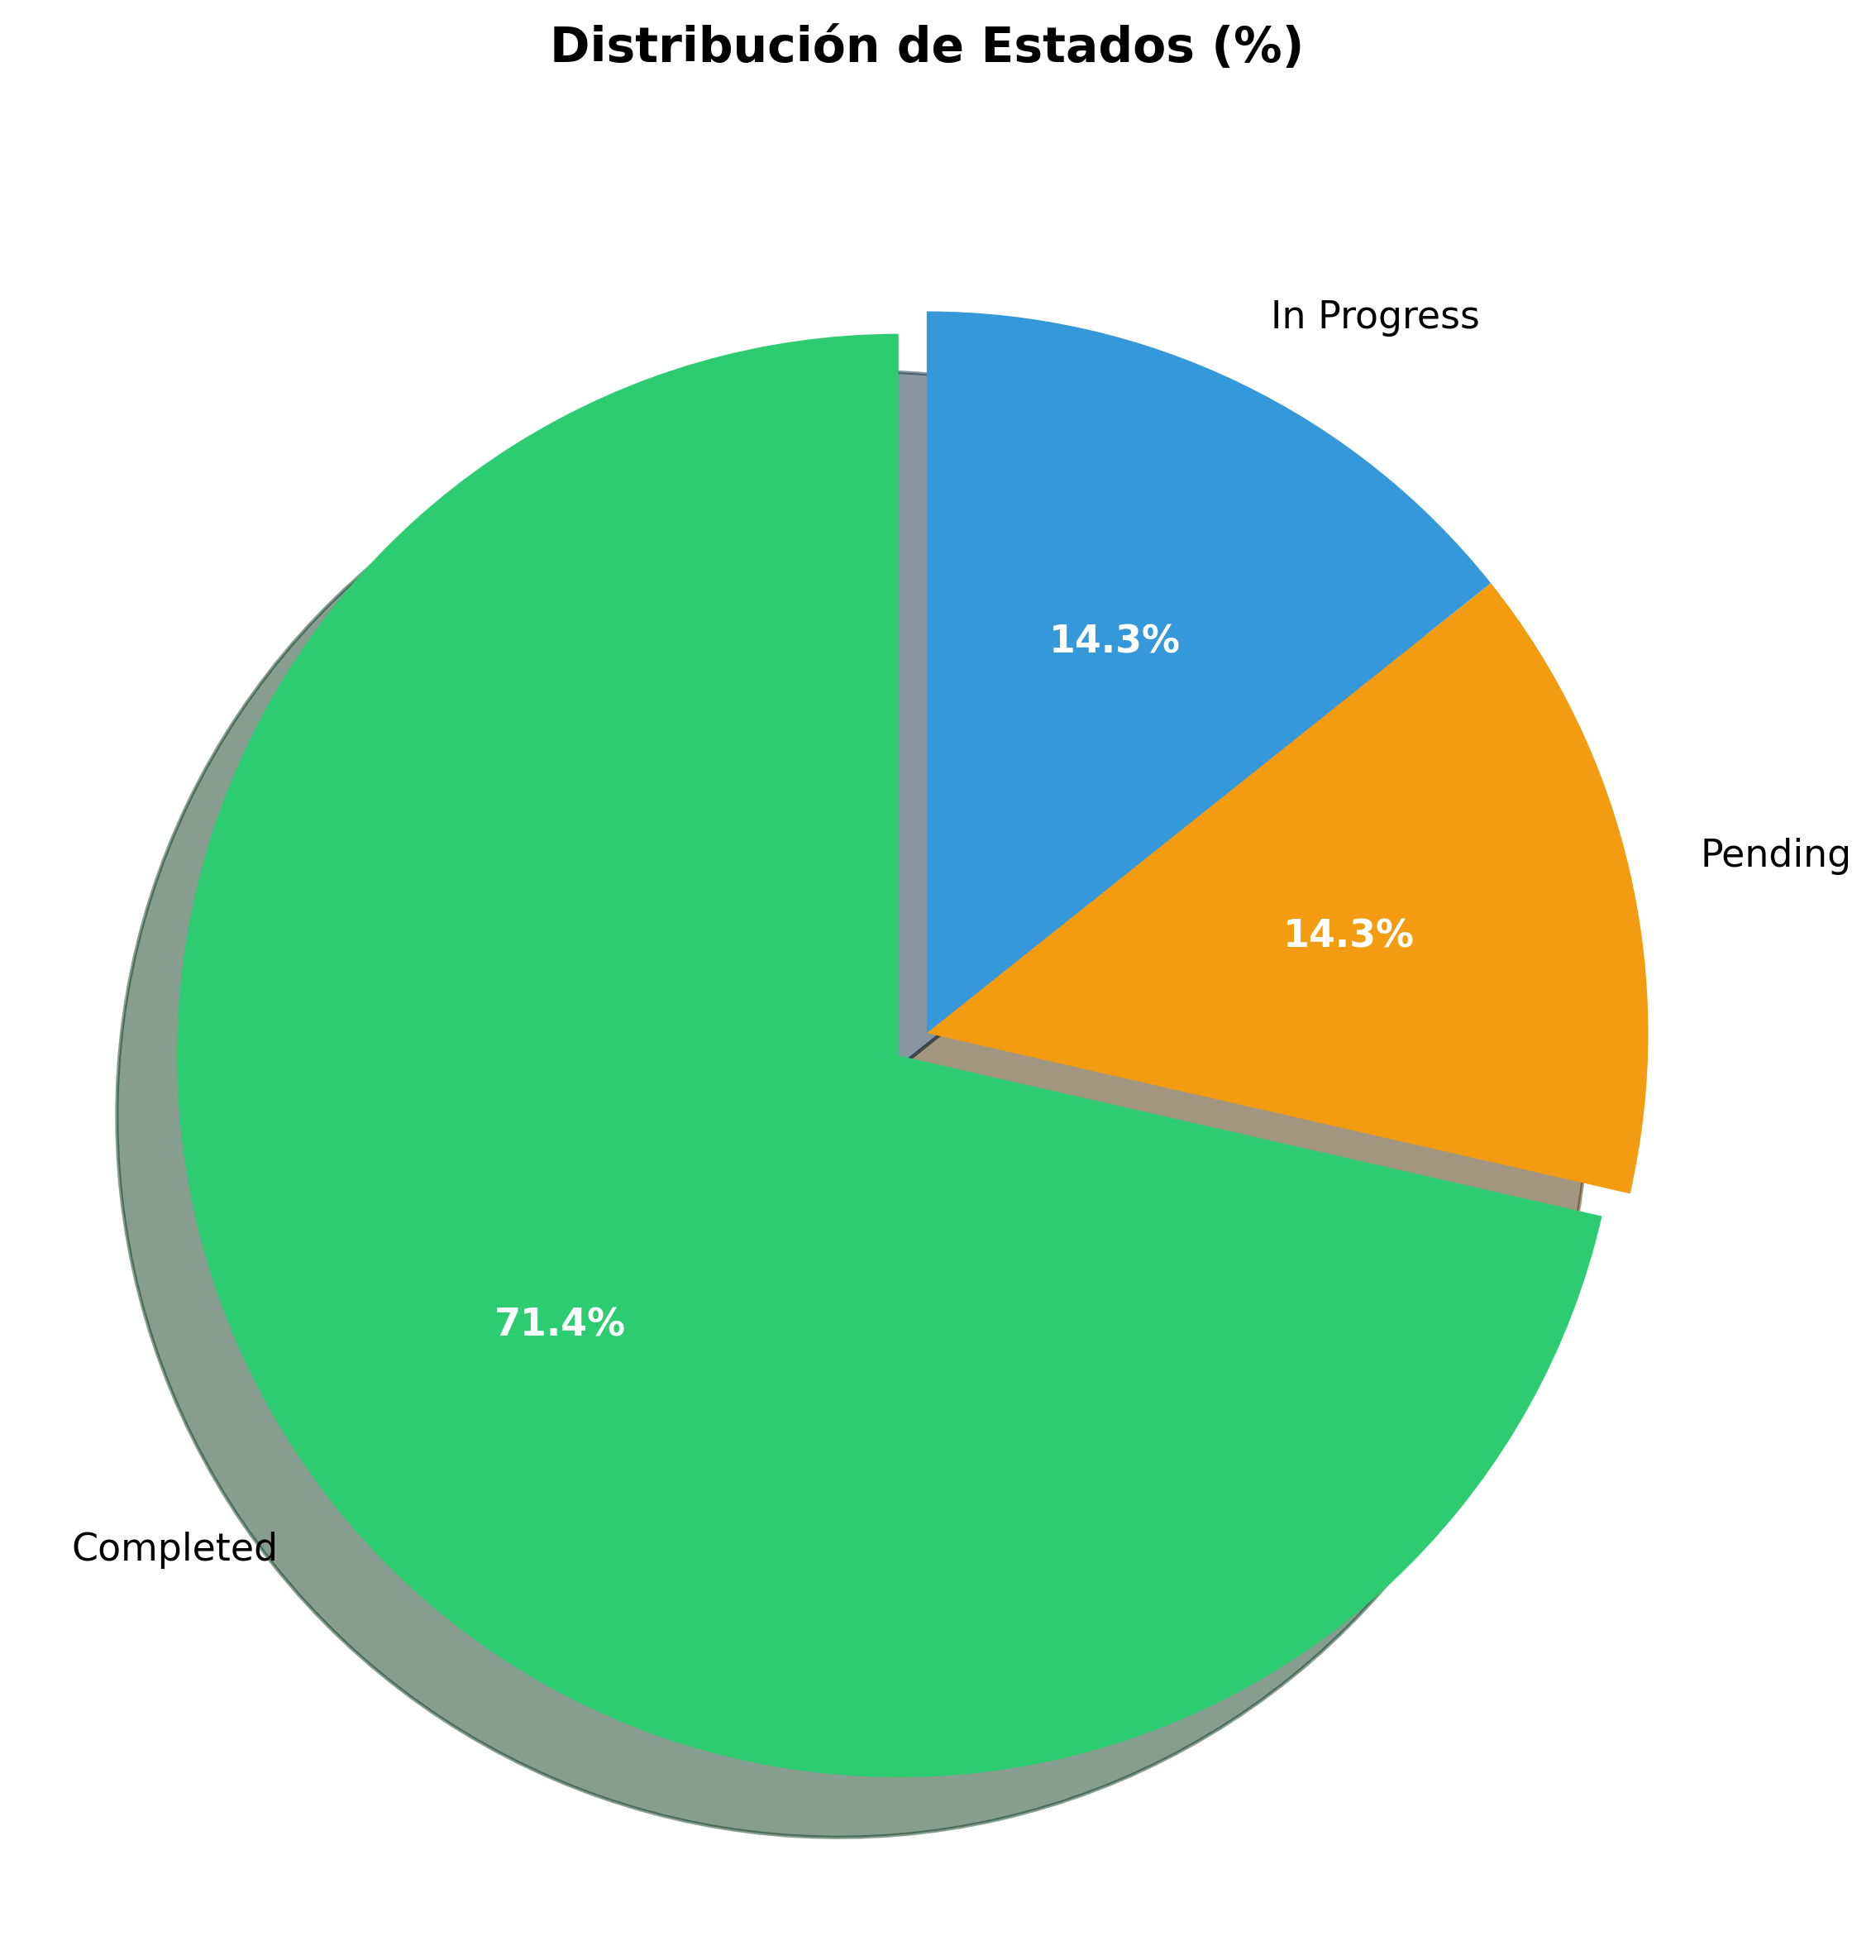 Distribución de Estados (%)
In Progress
14.3%
Pending
14.3%
71.4%
Completed